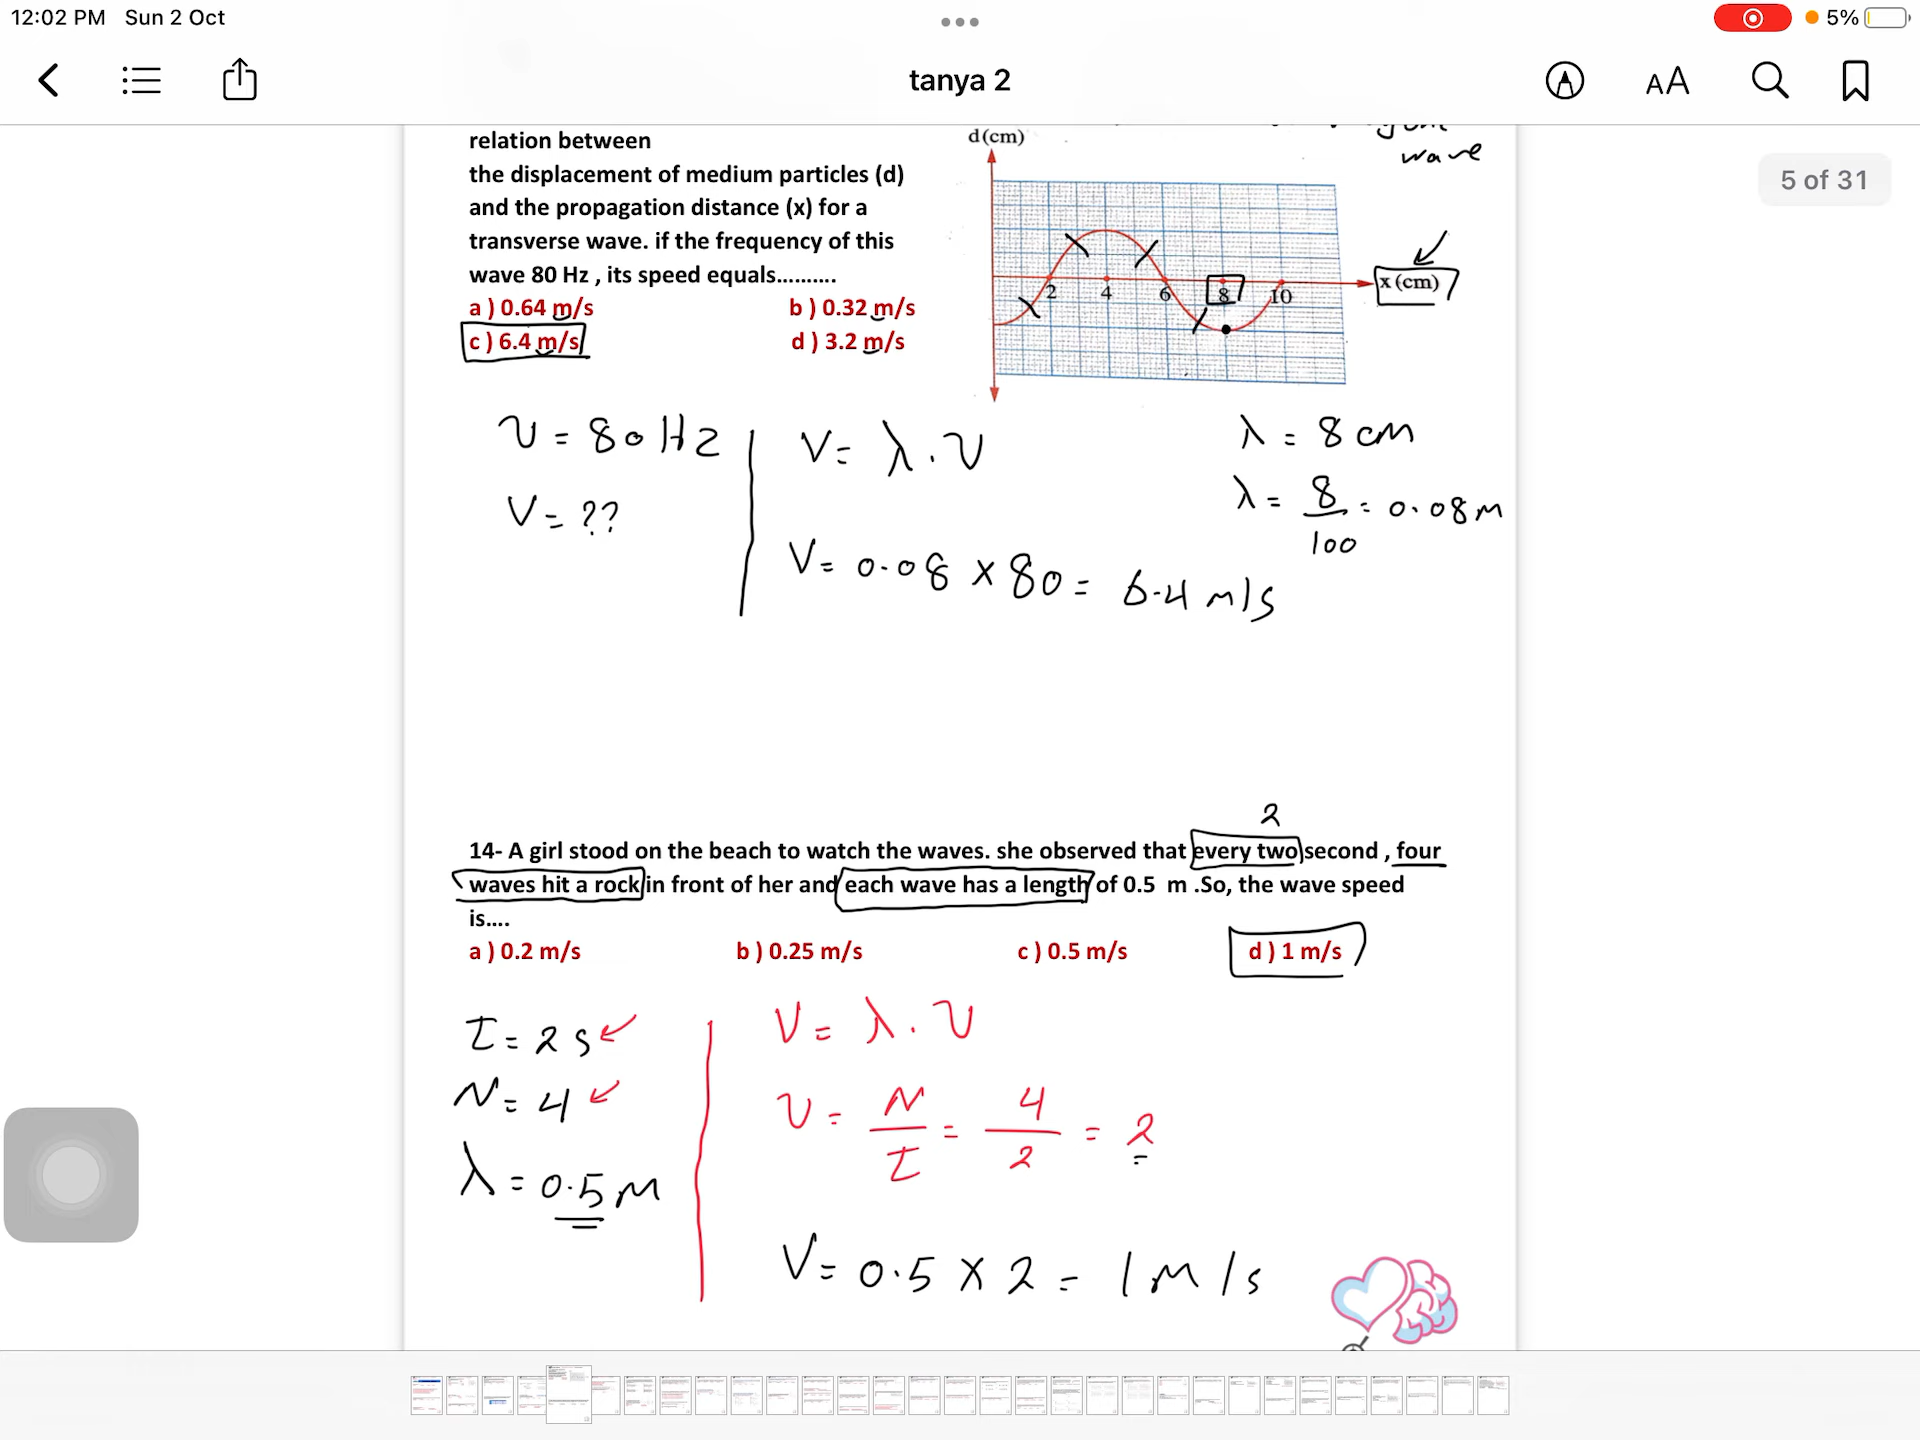 12:02 PM Sun 2 Oct
5%
tanya 2
AA
5 of 31
wave
relation between
the displacement of medium particles (d)
and the propagation distance (x) for a
transverse wave. if the frequency of this
wave 80 Hz , its speed equals..........
a ) 0.64 m/s b ) 0.32 m/s
c ) 6.4 m/s d ) 3.2 m/s
d(cm)
2 4 6 8 10
x (cm)
ν = 80 Hz
V = ??
V = λ . ν
V = 0.08 × 80 = 6.4 m/s
λ = 8 cm
λ = 8/100 = 0.08 m
2
14- A girl stood on the beach to watch the waves. she observed that every two second , four
waves hit a rock in front of her and each wave has a length of 0.5 m .So, the wave speed
is....
a ) 0.2 m/s b ) 0.25 m/s c ) 0.5 m/s d ) 1 m/s
t = 2 s
N = 4
λ = 0.5 m
V = λ . ν
ν = N/t = 4/2 = 2
V = 0.5 × 2 = 1 m/s